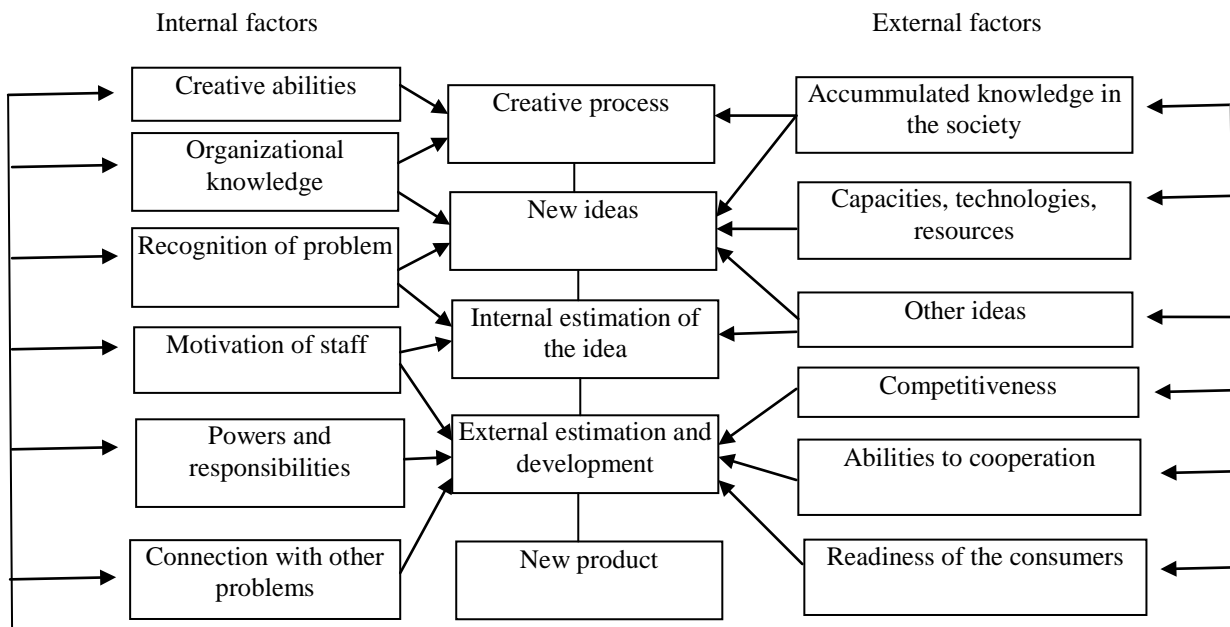 Internal factors
External factors
Creative abilities
Organizational
knowledge
Recognition of problem
Motivation of staff
Powers and
responsibilities
Connection with other
problems
Creative process
New ideas
Internal estimation of
the idea
External estimation and
development
New product
Accummulated knowledge in
the society
Capacities, technologies,
resources
Other ideas
Competitiveness
Abilities to cooperation
Readiness of the consumers